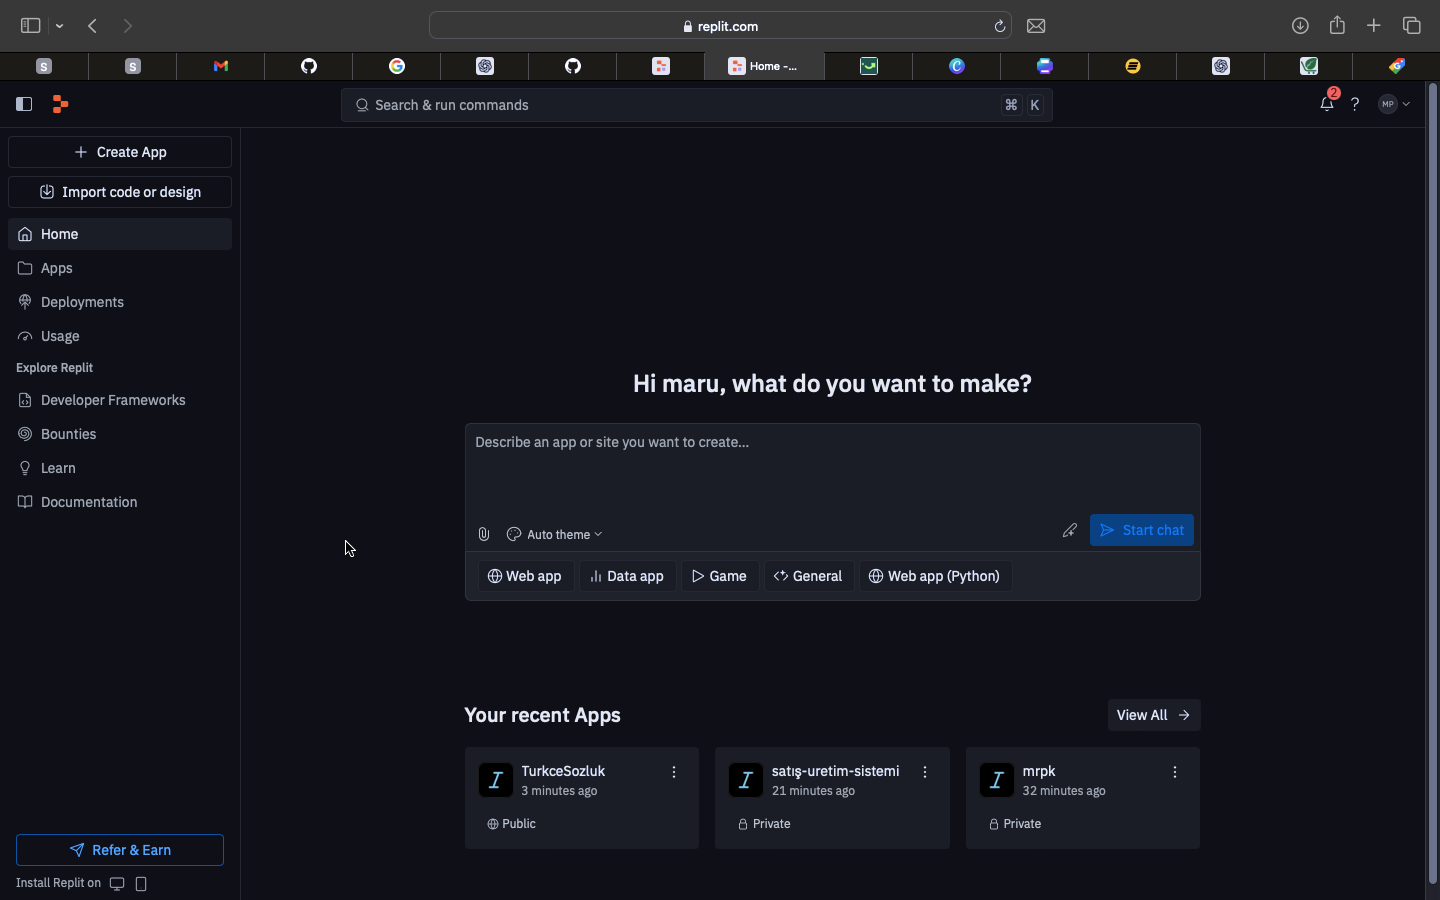 replit.com
S
S
Home -...
Search & run commands
⌘ K
2
?
MP
+ Create App
Import code or design
Home
Apps
Deployments
Usage
Explore Replit
Developer Frameworks
Bounties
Learn
Documentation
Hi maru, what do you want to make?
Describe an app or site you want to create...
Auto theme
Start chat
Web app
Data app
Game
General
Web app (Python)
Your recent Apps
View All →
TurkceSozluk
3 minutes ago
Public
satış-uretim-sistemi
21 minutes ago
Private
mrpk
32 minutes ago
Private
Refer & Earn
Install Replit on